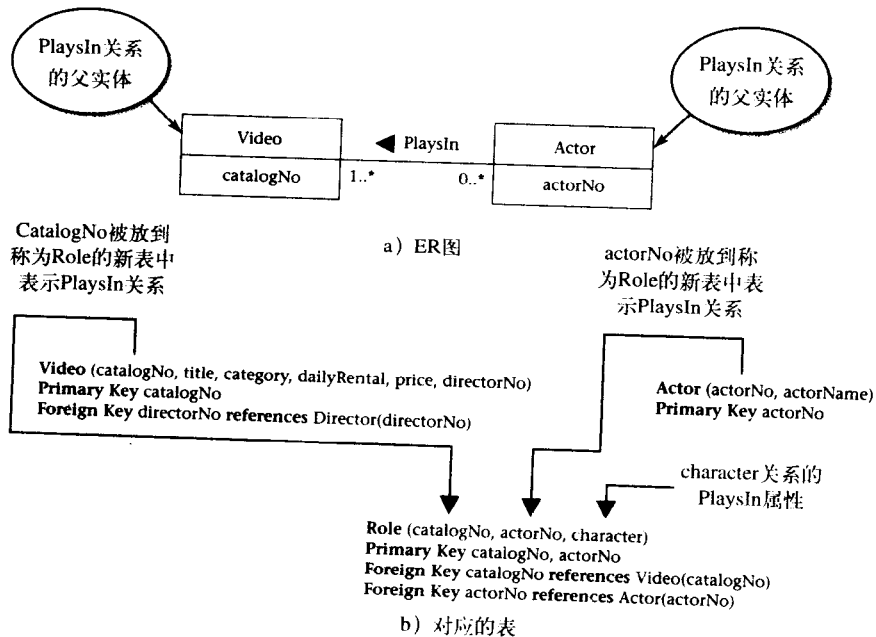 PlaysIn关系
的父实体
PlaysIn关系
的父实体
Video
PlaysIn
Actor
catalogNo
1..*
0..*
actorNo
a）ER图
CatalogNo被放到
称为Role的新表中
表示PlaysIn关系
actorNo被放到称
为Role的新表中表
示PlaysIn关系
Video (catalogNo, title, category, dailyRental, price, directorNo)
Primary Key catalogNo
Foreign Key directorNo references Director(directorNo)
Actor (actorNo, actorName)
Primary Key actorNo
character关系的
PlaysIn属性
Role (catalogNo, actorNo, character)
Primary Key catalogNo, actorNo
Foreign Key catalogNo references Video(catalogNo)
Foreign Key actorNo references Actor(actorNo)
b）对应的表